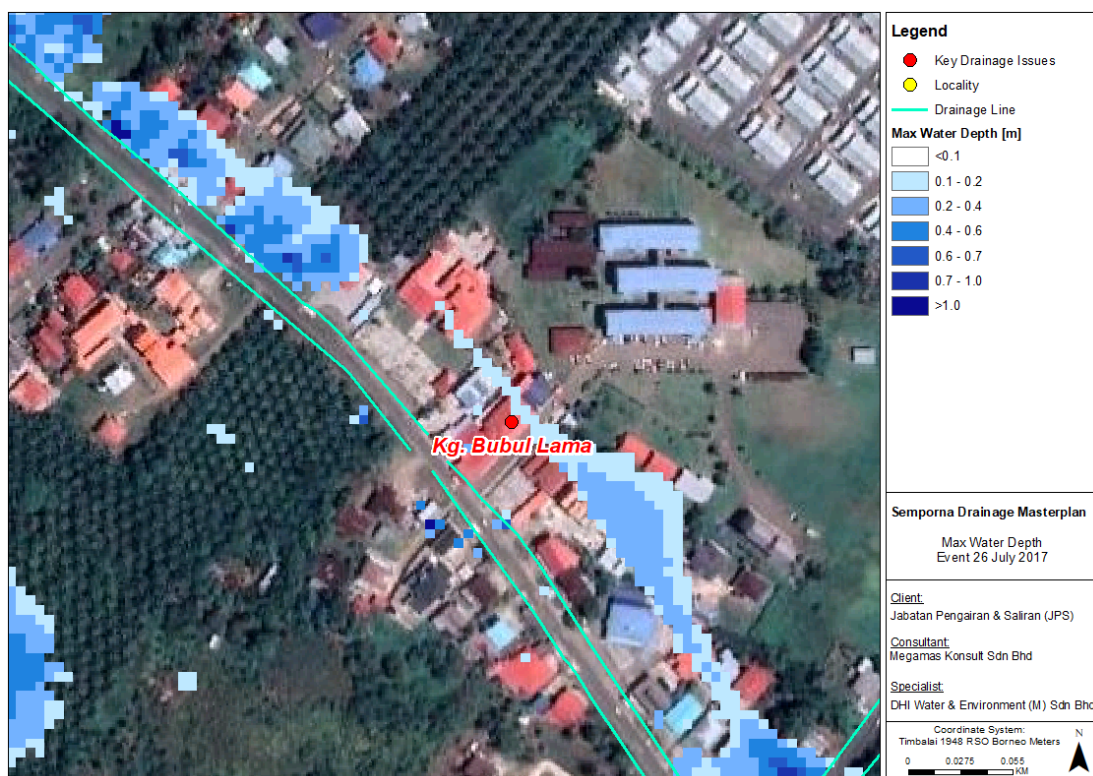 Kg. Bubul Lama
Legend
Key Drainage Issues
Locality
Drainage Line
Max Water Depth [m]
<0.1
0.1 - 0.2
0.2 - 0.4
0.4 - 0.6
0.6 - 0.7
0.7 - 1.0
>1.0
Semporna Drainage Masterplan
Max Water Depth
Event 26 July 2017
Client:
Jabatan Pengairan & Saliran (JPS)
Consultant:
Megamas Konsult Sdn Bhd
Specialist:
DHI Water & Environment (M) Sdn Bhd
Coordinate System:
Timbalai 1948 RSO Borneo Meters
N
0 0.0275 0.055
KM